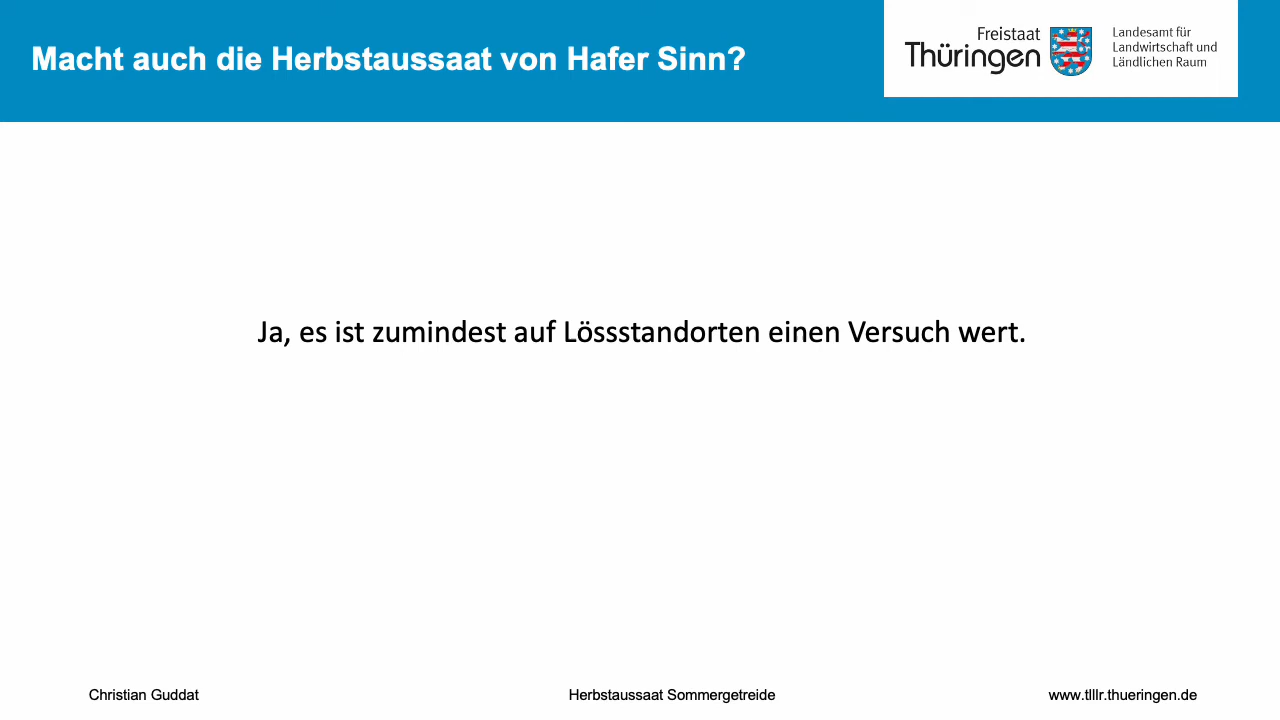 Macht auch die Herbstaussaat von Hafer Sinn?
Freistaat
Thüringen
Landesamt für
Landwirtschaft und
Ländlichen Raum
Ja, es ist zumindest auf Lössstandorten einen Versuch wert.
Christian Guddat
Herbstaussaat Sommergetreide
www.tlllr.thueringen.de